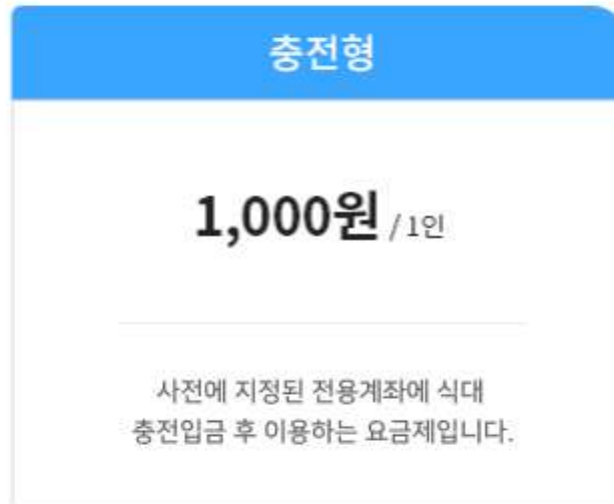 충전형
1,000원 / 1인
사전에 지정된 전용계좌에 식대
충전입금 후 이용하는 요금제입니다.